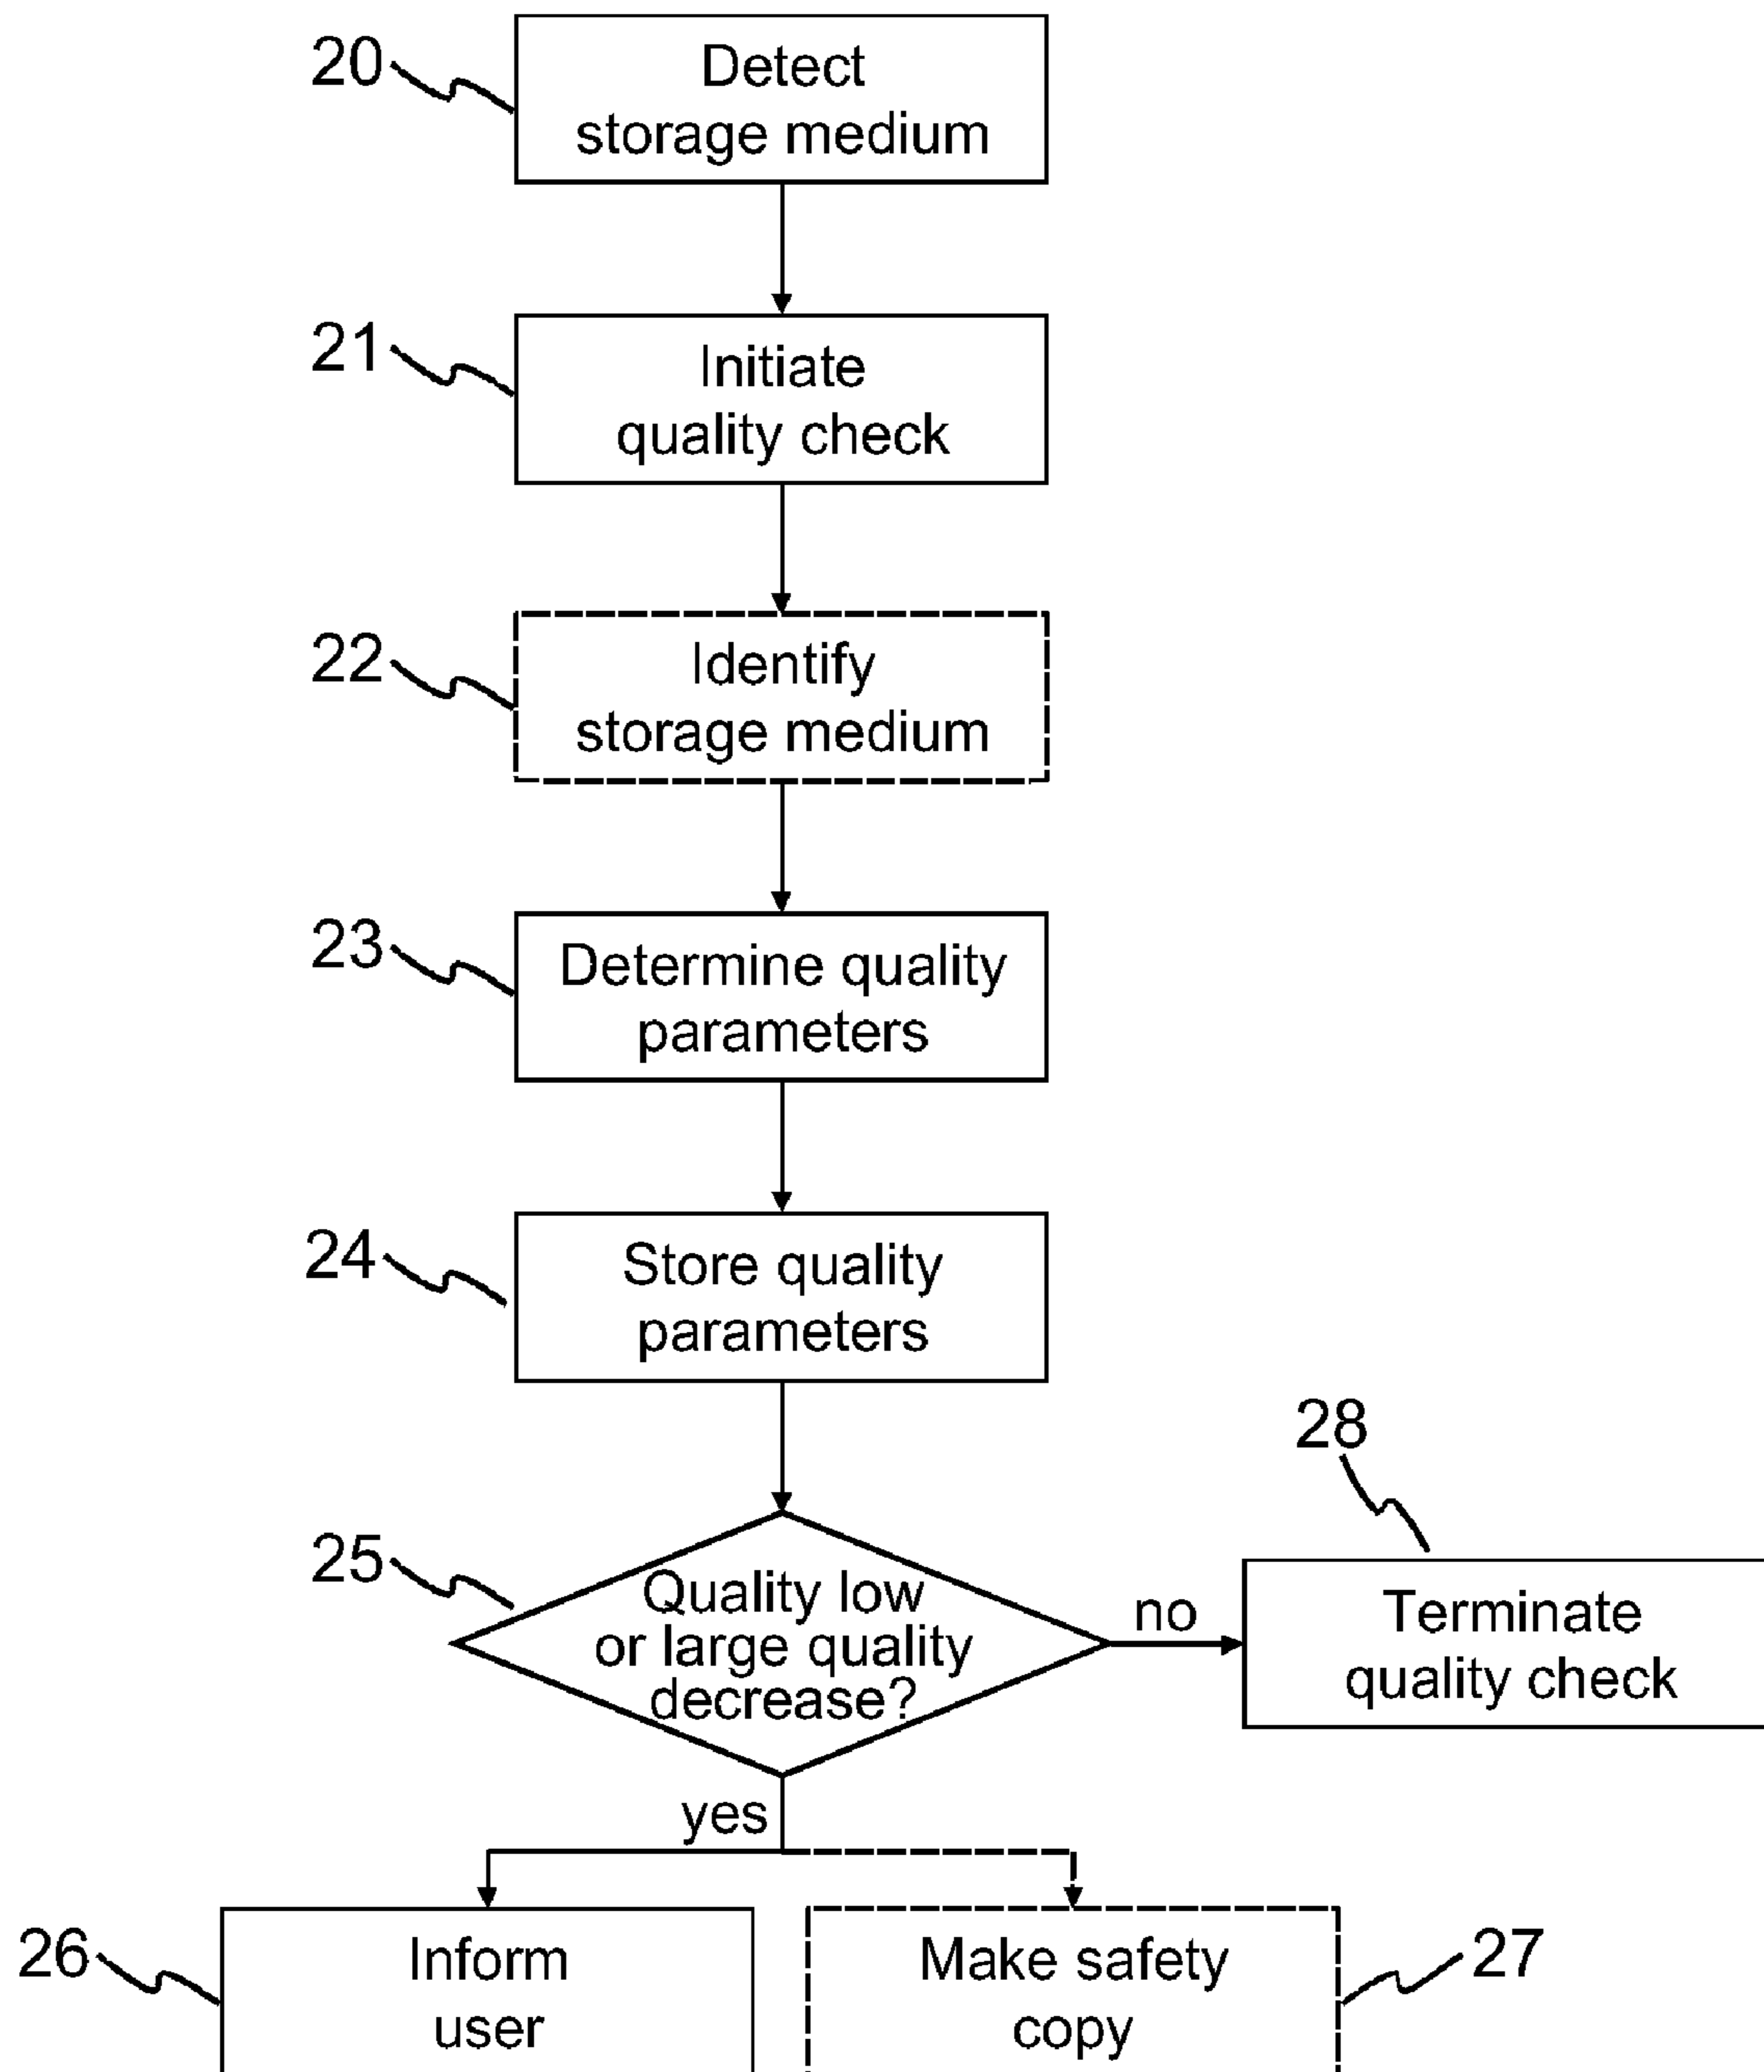 20
Detect
storage medium
21
Initiate
quality check
22
Identify
storage medium
23
Determine quality
parameters
24
Store quality
parameters
28
25
Quality low
or large quality
decrease?
no
Terminate
quality check
yes
26
Inform
user
Make safety
copy
27